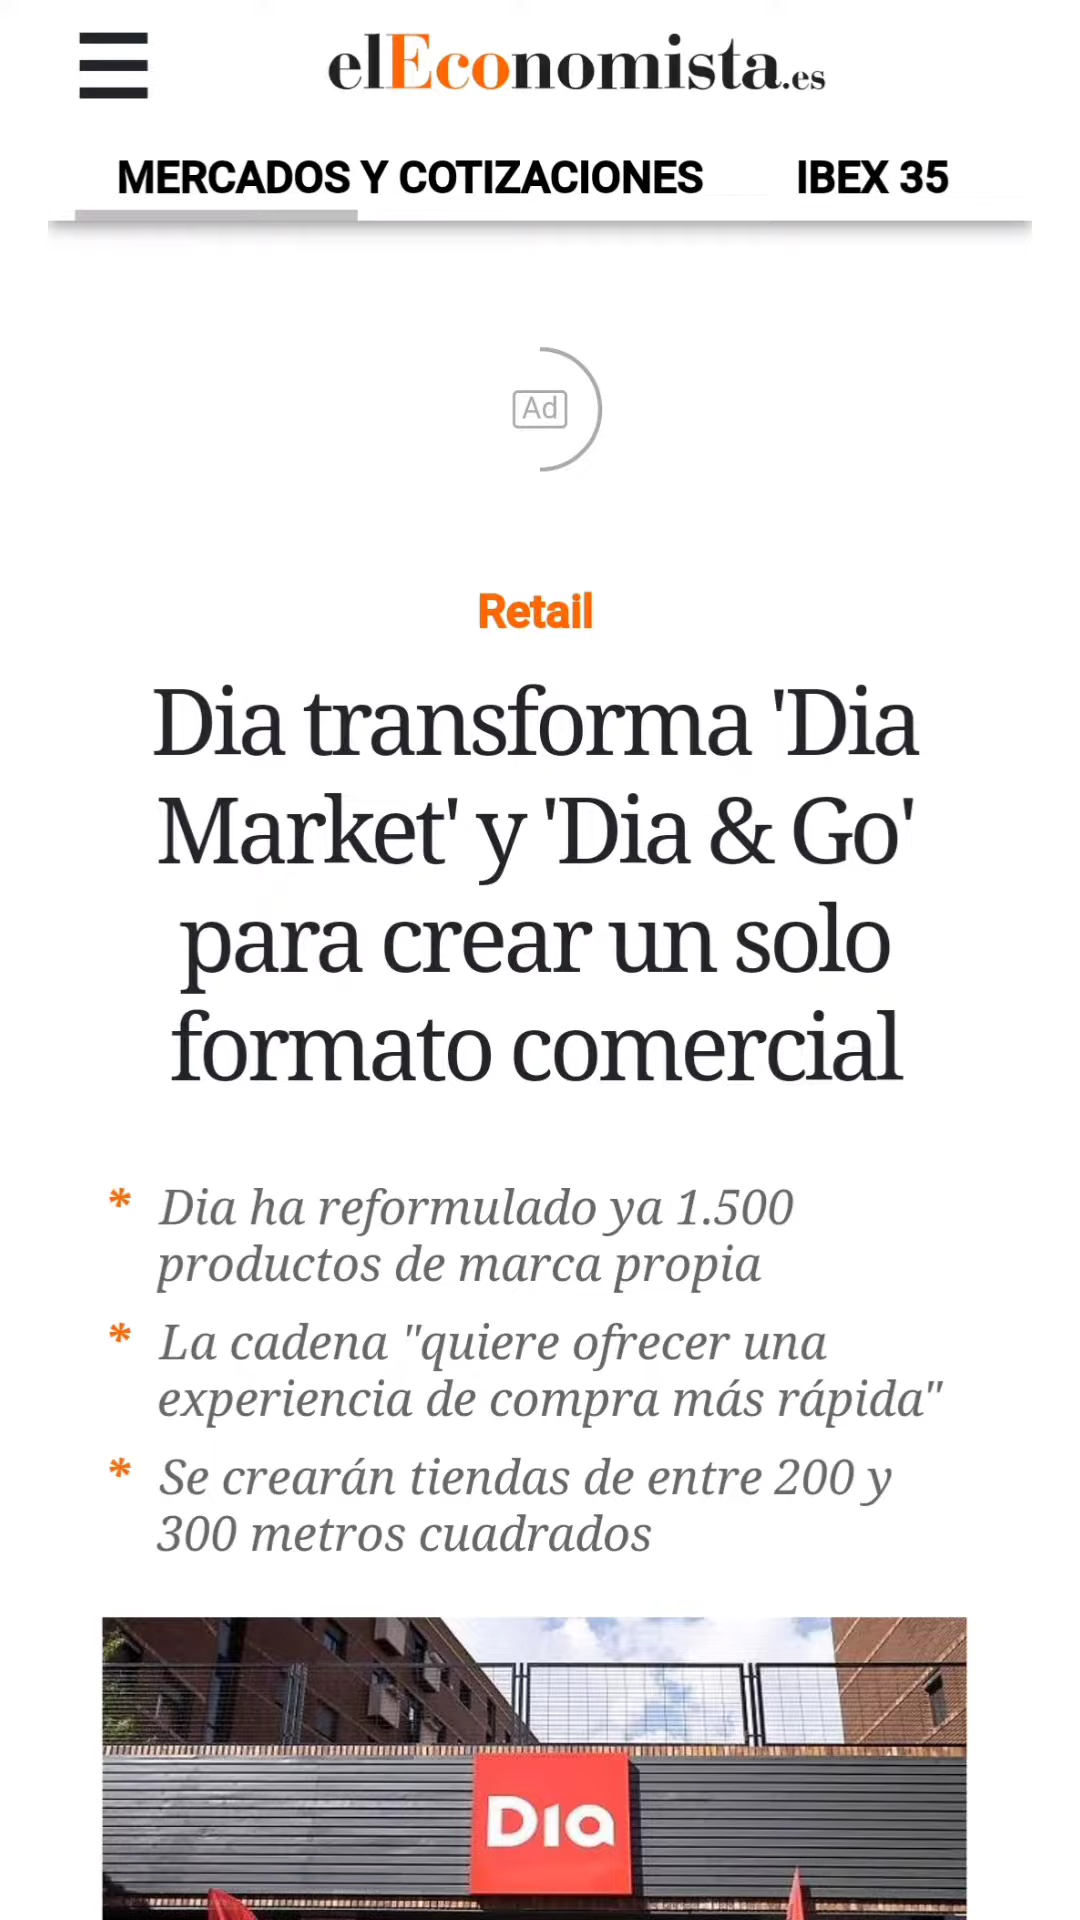 elEconomista.es
MERCADOS Y COTIZACIONES IBEX 35
Ad
Retail
Dia transforma 'Dia
Market' y 'Dia & Go'
para crear un solo
formato comercial
* Dia ha reformulado ya 1.500
productos de marca propia
* La cadena "quiere ofrecer una
experiencia de compra más rápida"
* Se crearán tiendas de entre 200 y
300 metros cuadrados
Dia